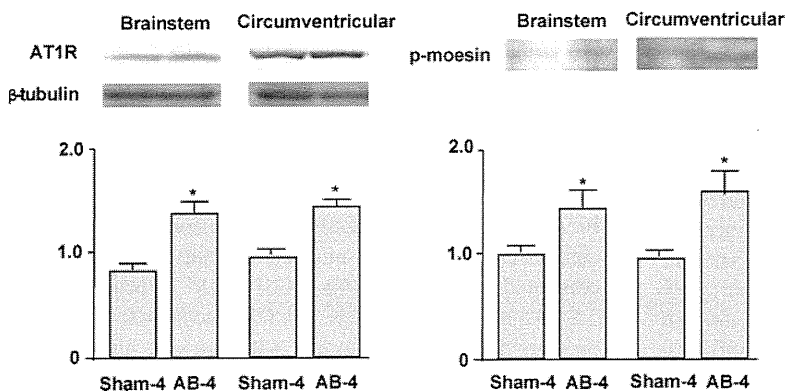 Brainstem Circumventricular
AT1R
β-tubulin
2.0
*
*
1.0
0
Sham-4 AB-4 Sham-4 AB-4
Brainstem Circumventricular
p-moesin
2.0
*
*
1.0
0
Sham-4 AB-4 Sham-4 AB-4